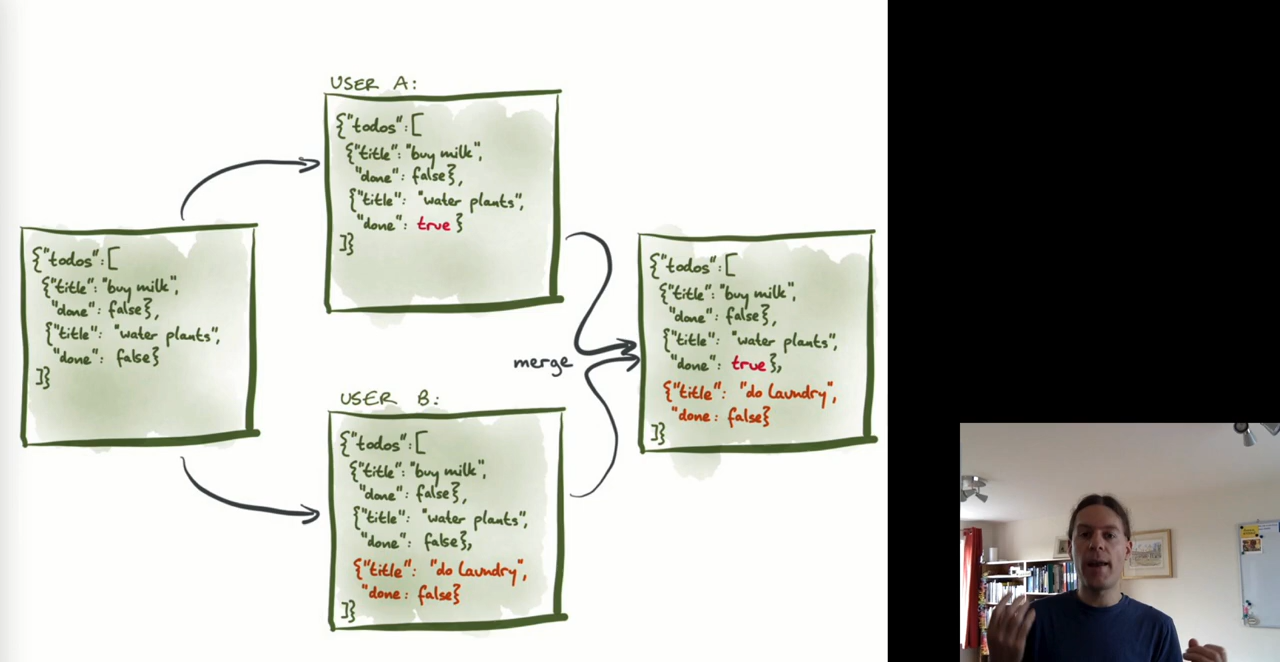 {"todos":[
{"title":"buy milk",
"done": false},
{"title": "water plants",
"done": false}
]}
USER A:
{"todos":[
{"title":"buy milk",
"done": false},
{"title": "water plants",
"done": true}
]}
USER B:
{"todos":[
{"title":"buy milk",
"done": false},
{"title": "water plants",
"done": false},
{"title": "do laundry",
"done: false}
]}
merge
{"todos":[
{"title":"buy milk",
"done": false},
{"title": "water plants",
"done": true},
{"title": "do laundry",
"done: false}
]}